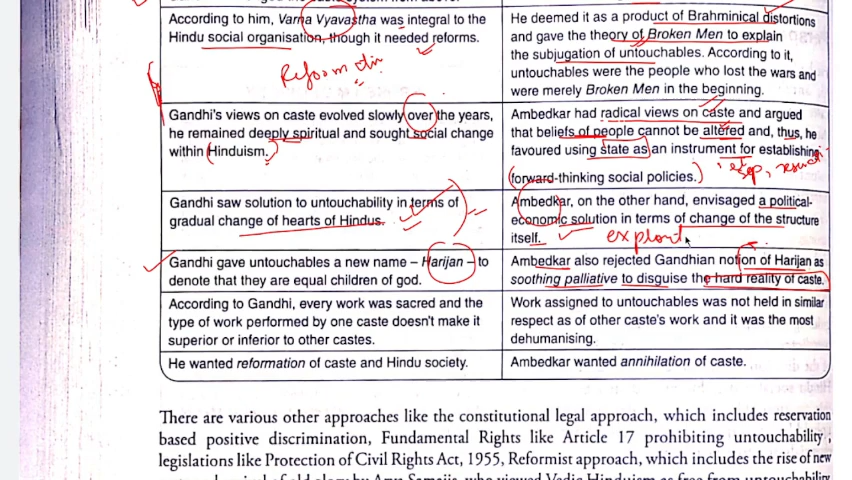 According to him, Varna Vyavastha was integral to the
Hindu social organisation, though it needed reforms.
Reform
He deemed it as a product of Brahminical distortions
and gave the theory of Broken Men to explain
the subjugation of untouchables. According to it,
untouchables were the people who lost the wars and
were merely Broken Men in the beginning.
Gandhi's views on caste evolved slowly over the years,
he remained deeply spiritual and sought social change
within Hinduism.
Ambedkar had radical views on caste and argued
that beliefs of people cannot be altered and, thus, he
favoured using state as an instrument for establishing
forward-thinking social policies.
Gandhi saw solution to untouchability in terms of
gradual change of hearts of Hindus.
Ambedkar, on the other hand, envisaged a political-
economic solution in terms of change of the structure
itself.
Gandhi gave untouchables a new name – Harijan – to
denote that they are equal children of god.
Ambedkar also rejected Gandhian notion of Harijan as
soothing palliative to disguise the hard reality of caste.
According to Gandhi, every work was sacred and the
type of work performed by one caste doesn't make it
superior or inferior to other castes.
Work assigned to untouchables was not held in similar
respect as of other caste's work and it was the most
dehumanising.
He wanted reformation of caste and Hindu society.
Ambedkar wanted annihilation of caste.
There are various other approaches like the constitutional legal approach, which includes reservation
based positive discrimination, Fundamental Rights like Article 17 prohibiting untouchability,
legislations like Protection of Civil Rights Act, 1955, Reformist approach, which includes the rise of new